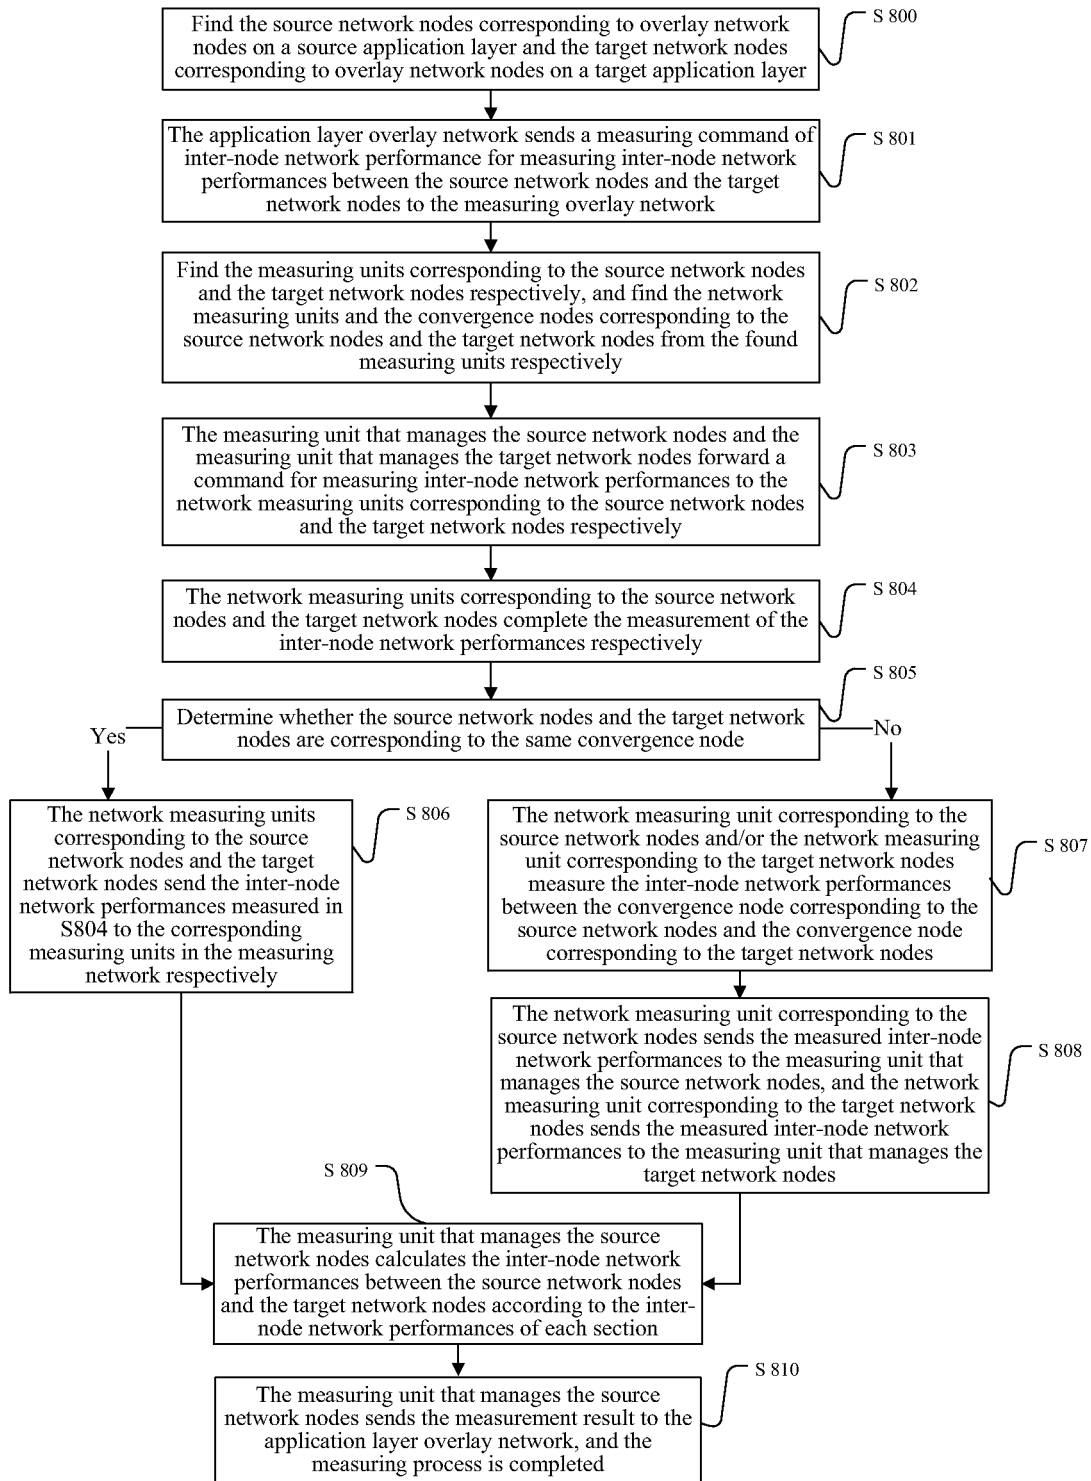 Find the source network nodes corresponding to overlay network
nodes on a source application layer and the target network nodes
corresponding to overlay network nodes on a target application layer
S 800
The application layer overlay network sends a measuring command of
inter-node network performance for measuring inter-node network
performances between the source network nodes and the target
network nodes to the measuring overlay network
S 801
Find the measuring units corresponding to the source network nodes
and the target network nodes respectively, and find the network
measuring units and the convergence nodes corresponding to the
source network nodes and the target network nodes from the found
measuring units respectively
S 802
The measuring unit that manages the source network nodes and the
measuring unit that manages the target network nodes forward a
command for measuring inter-node network performances to the
network measuring units corresponding to the source network nodes
and the target network nodes respectively
S 803
The network measuring units corresponding to the source network
nodes and the target network nodes complete the measurement of the
inter-node network performances respectively
S 804
Determine whether the source network nodes and the target network
nodes are corresponding to the same convergence node
S 805
Yes
No
The network measuring units
corresponding to the source
network nodes and the target
network nodes send the inter-node
network performances measured in
S804 to the corresponding
measuring units in the measuring
network respectively
S 806
The network measuring unit corresponding to the
source network nodes and/or the network measuring
unit corresponding to the target network nodes
measure the inter-node network performances
between the convergence node corresponding to the
source network nodes and the convergence node
corresponding to the target network nodes
S 807
The network measuring unit corresponding to the
source network nodes sends the measured inter-node
network performances to the measuring unit that
manages the source network nodes, and the network
measuring unit corresponding to the target network
nodes sends the measured inter-node network
performances to the measuring unit that manages the
target network nodes
S 808
S 809
The measuring unit that manages the source
network nodes calculates the inter-node network
performances between the source network nodes
and the target network nodes according to the inter-
node network performances of each section
The measuring unit that manages the source
network nodes sends the measurement result to the
application layer overlay network, and the
measuring process is completed
S 810